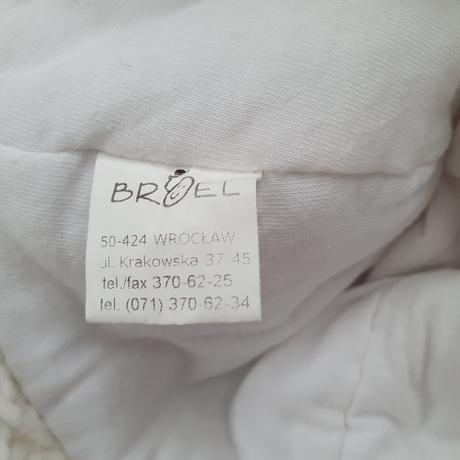 BROEL
50-424 WROCŁAW
ul. Krakowska 37-45
tel./fax 370-62-25
tel. (071) 370-62-34